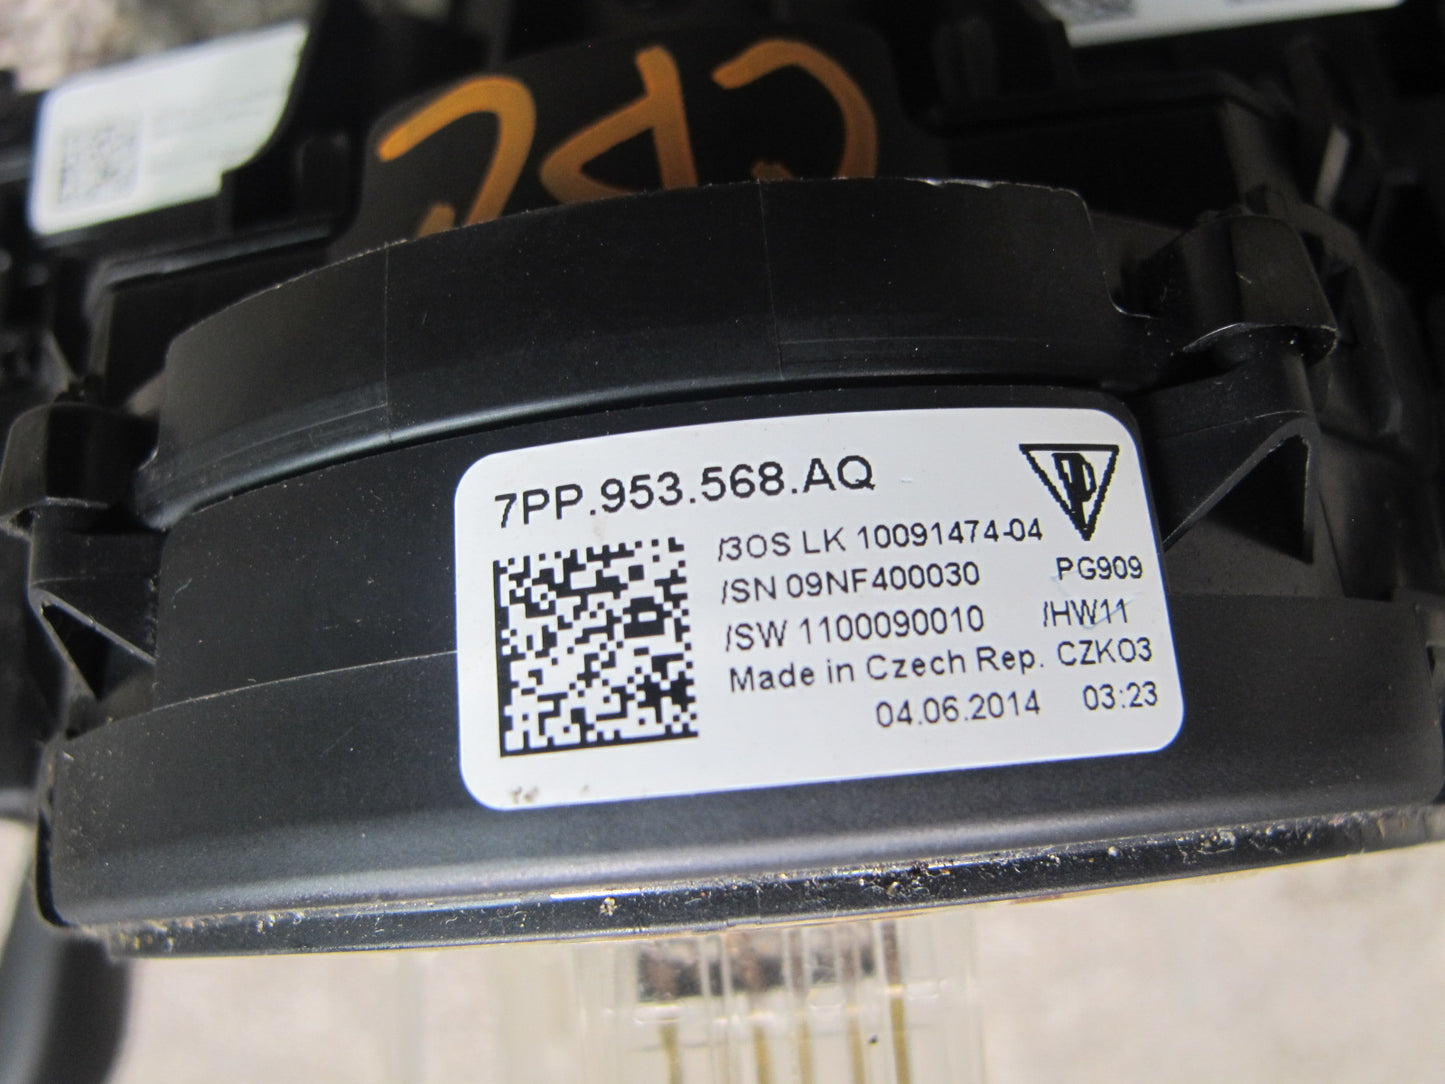 CPC
7PP.953.568.AQ
/3OS LK 10091474-04
/SN 09NF400030 PG909
/SW 1100090010 /HW11
Made in Czech Rep. CZK03
04.06.2014 03:23